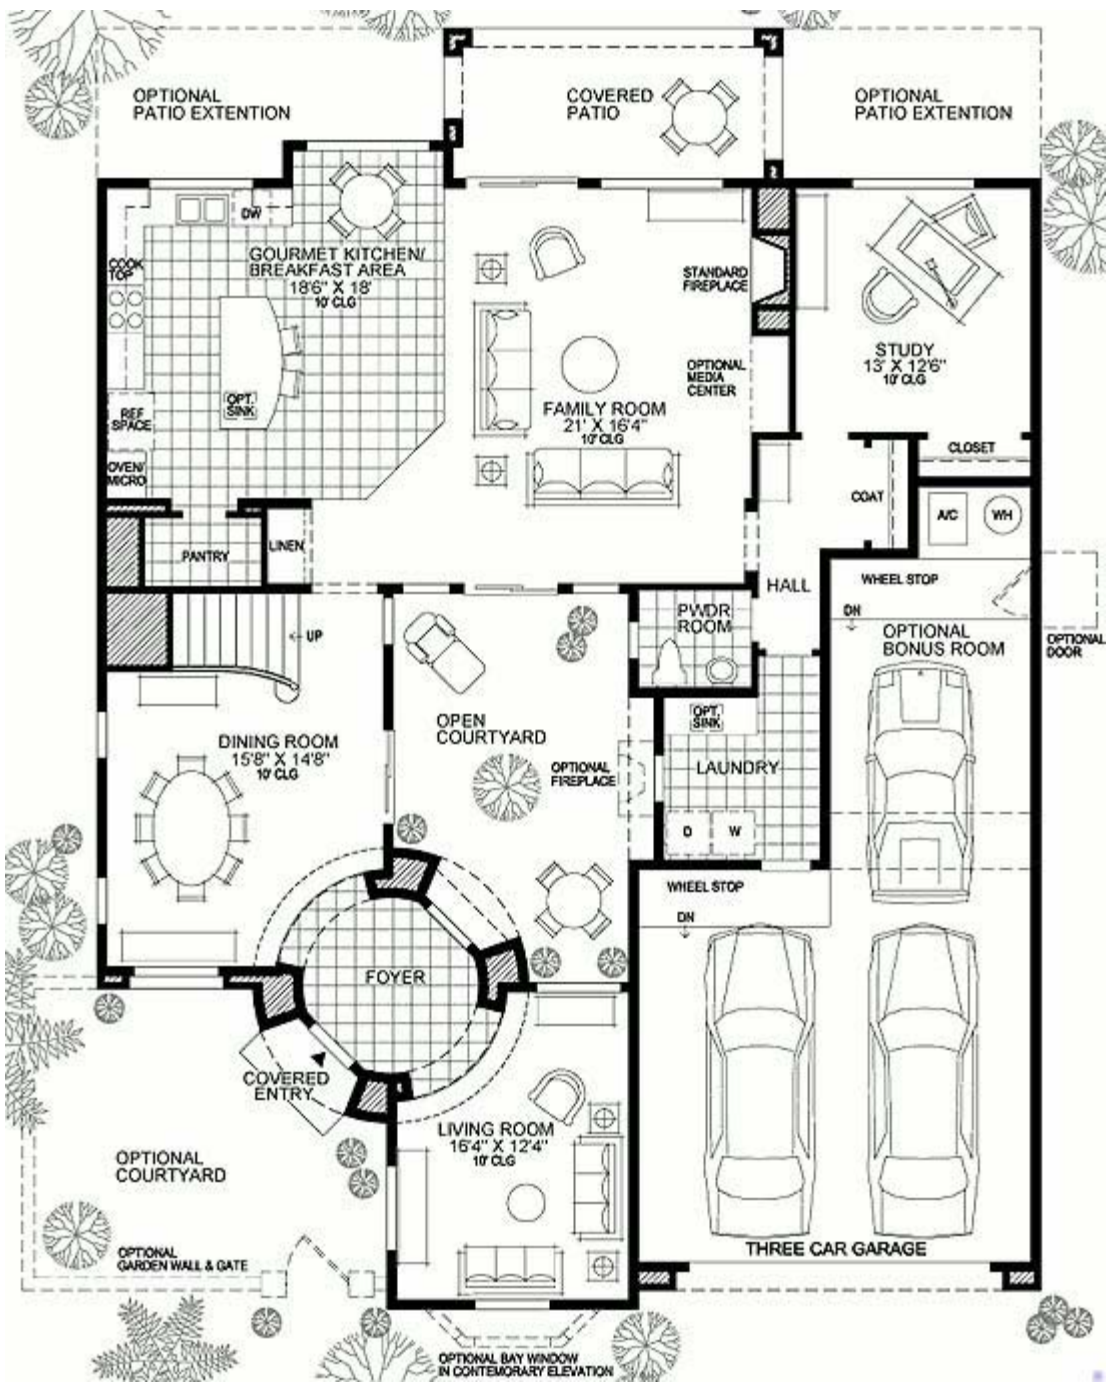 OPTIONAL
PATIO EXTENTION
COVERED
PATIO
OPTIONAL
PATIO EXTENTION
DW
GOURMET KITCHEN/
BREAKFAST AREA
18'6" X 18'
10' CLG
COOK
TOP
STANDARD
FIREPLACE
STUDY
13' X 12'6"
10' CLG
OPTIONAL
MEDIA
CENTER
OPT.
SINK
REF
SPACE
FAMILY ROOM
21' X 16'4"
10' CLG
OVEN/
MICRO
CLOSET
COAT
A/C
WH
PANTRY
LINEN
HALL
WHEEL STOP
DN
UP
PWDR
ROOM
OPTIONAL
BONUS ROOM
OPTIONAL
DOOR
OPEN
COURTYARD
OPT.
SINK
DINING ROOM
15'8" X 14'8"
10' CLG
OPTIONAL
FIREPLACE
LAUNDRY
D
W
WHEEL STOP
DN
FOYER
COVERED
ENTRY
LIVING ROOM
16'4" X 12'4"
10' CLG
OPTIONAL
COURTYARD
OPTIONAL
GARDEN WALL & GATE
THREE CAR GARAGE
OPTIONAL BAY WINDOW
IN CONTEMORARY ELEVATION